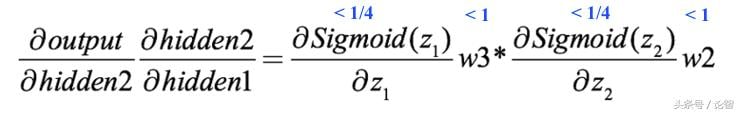 < 1/4 < 1 < 1/4 < 1
∂output/∂hidden2 ∂hidden2/∂hidden1 = ∂Sigmoid(z₁)/∂z₁ w3* ∂Sigmoid(z₂)/∂z₂ w2
头条号 / 论智